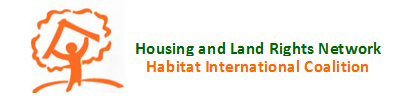 Housing and Land Rights Network
Habitat International Coalition